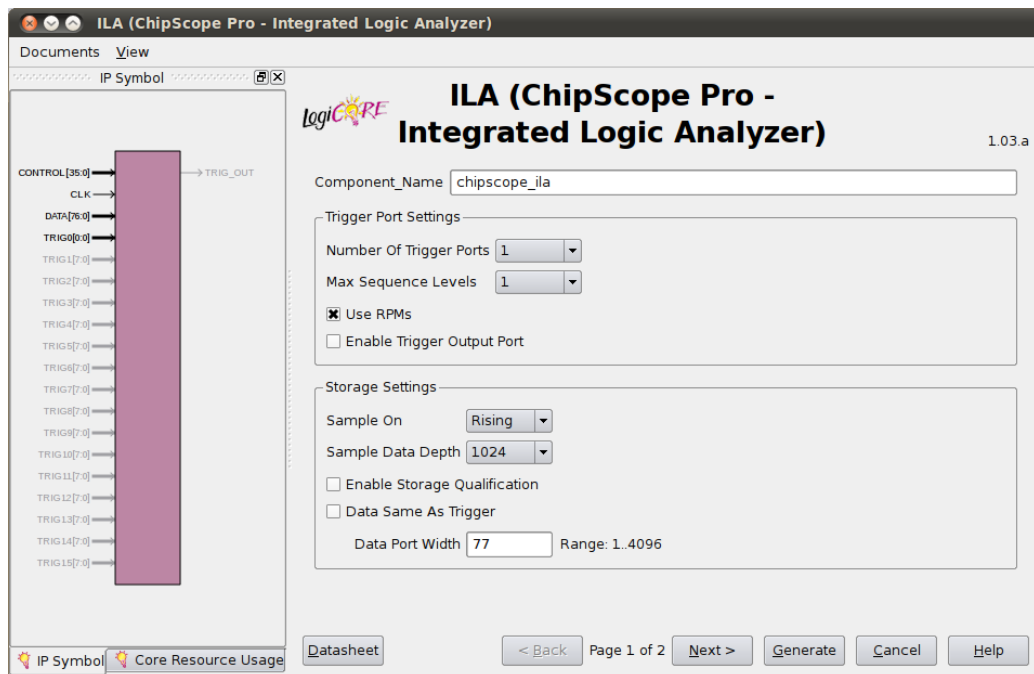 ILA (ChipScope Pro - Integrated Logic Analyzer)
Documents View
IP Symbol
CONTROL[35:0]
CLK
DATA[76:0]
TRIG0[0:0]
TRIG1[7:0]
TRIG2[7:0]
TRIG3[7:0]
TRIG4[7:0]
TRIG5[7:0]
TRIG6[7:0]
TRIG7[7:0]
TRIG8[7:0]
TRIG9[7:0]
TRIG10[7:0]
TRIG11[7:0]
TRIG12[7:0]
TRIG13[7:0]
TRIG14[7:0]
TRIG15[7:0]
TRIG_OUT
IP Symbol Core Resource Usage
LogiCORE
ILA (ChipScope Pro -
Integrated Logic Analyzer)
1.03.a
Component_Name chipscope_ila
Trigger Port Settings
Number Of Trigger Ports 1
Max Sequence Levels 1
Use RPMs
Enable Trigger Output Port
Storage Settings
Sample On Rising
Sample Data Depth 1024
Enable Storage Qualification
Data Same As Trigger
Data Port Width 77 Range: 1..4096
Datasheet < Back Page 1 of 2 Next > Generate Cancel Help